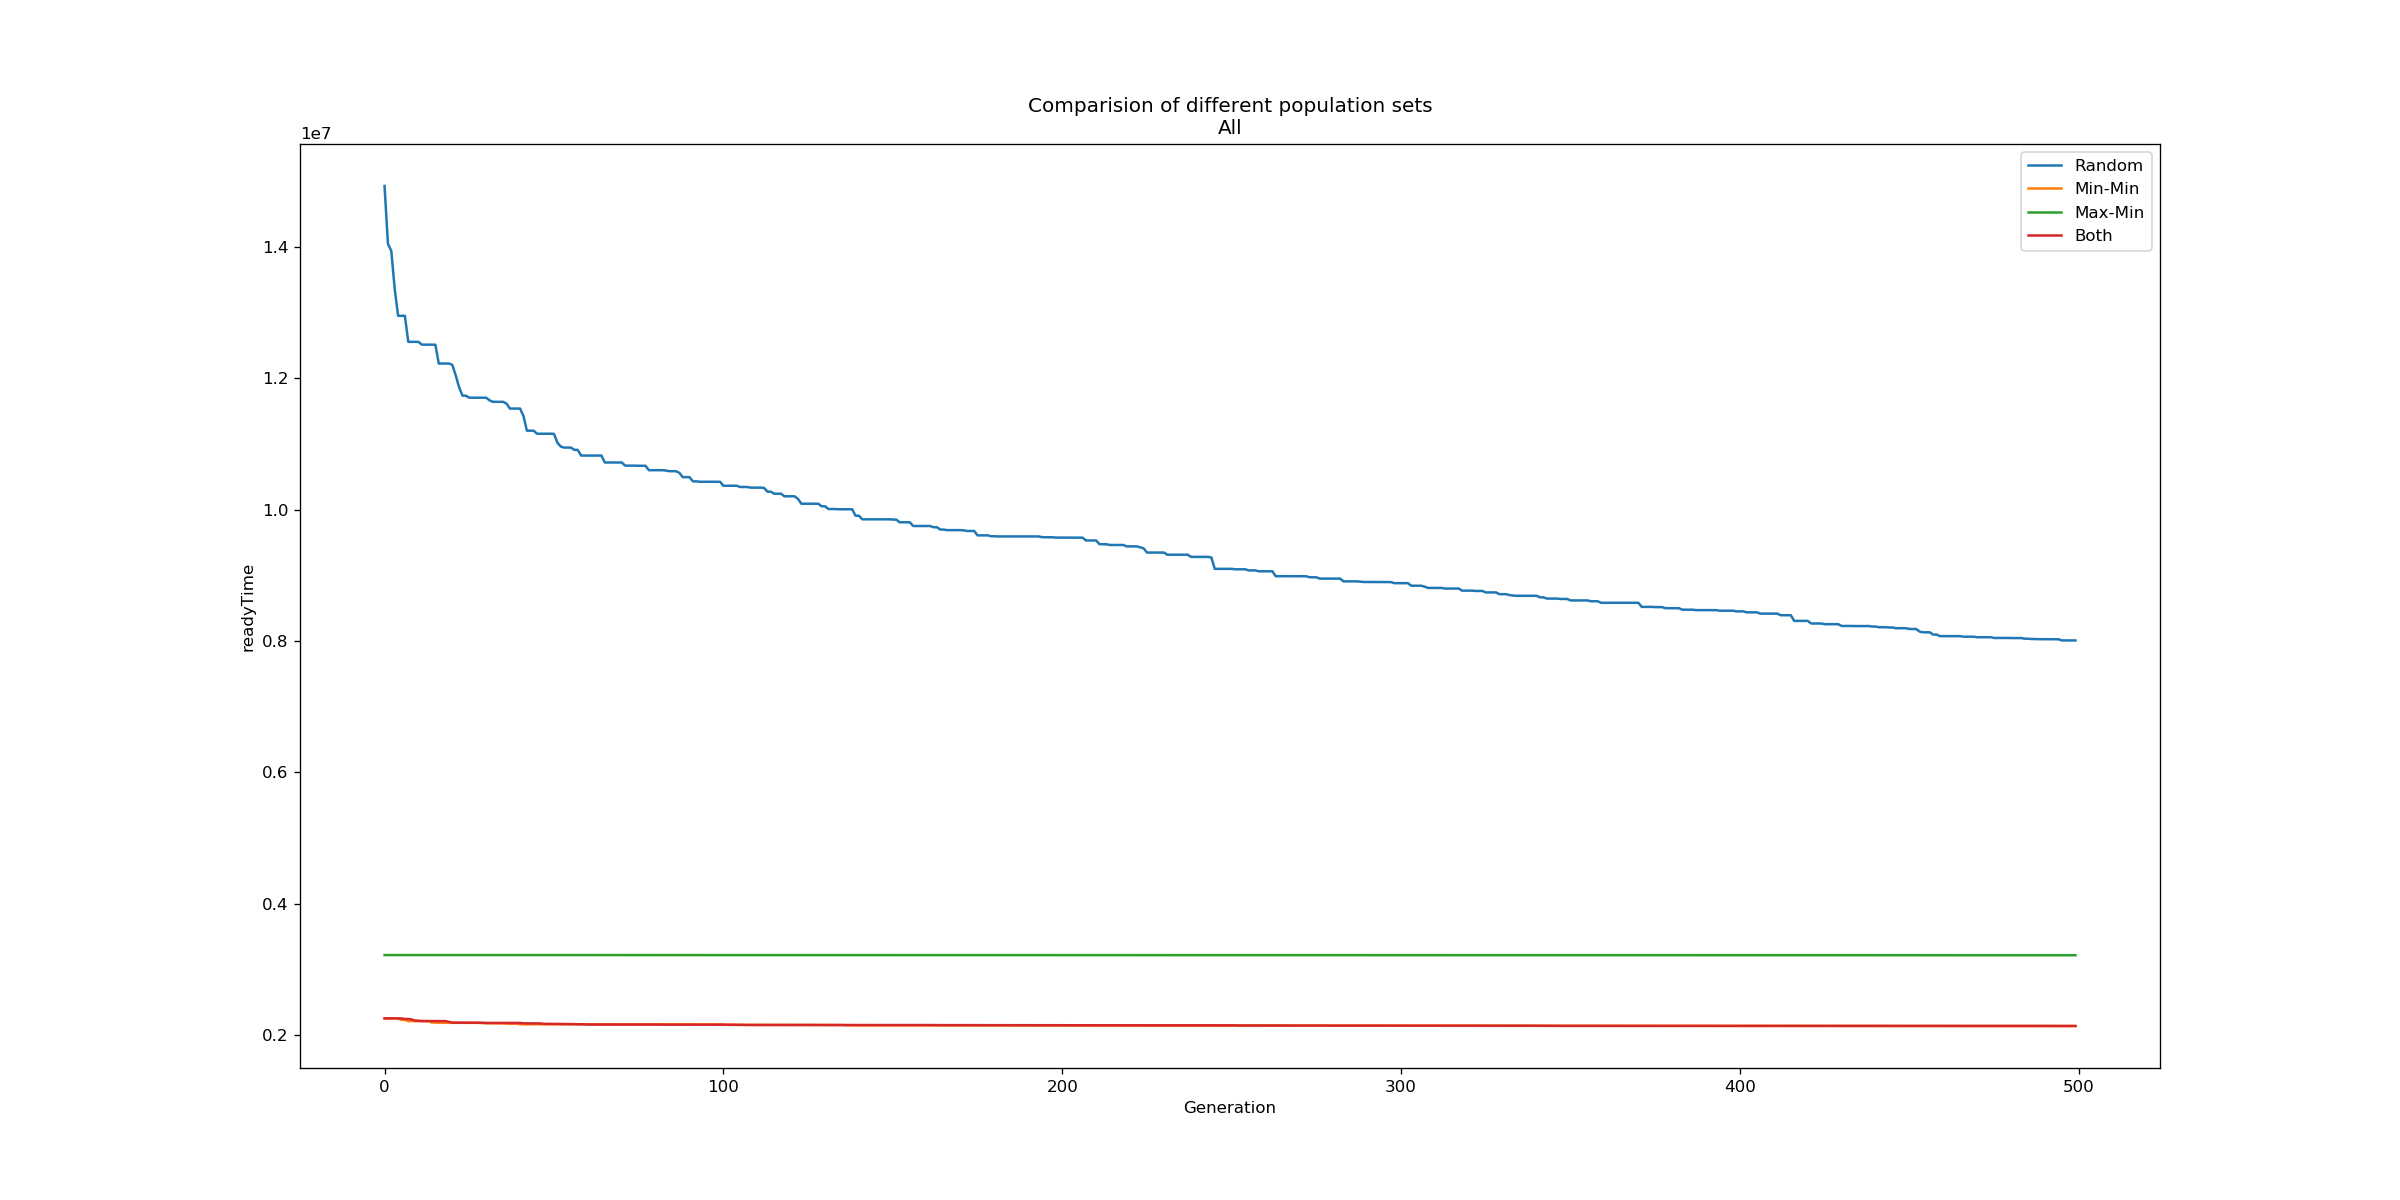 Comparision of different population sets
All
1e7
Random
Min-Min
Max-Min
Both
1.4
1.2
1.0
0.8
0.6
0.4
0.2
readyTime
0 100 200 300 400 500
Generation